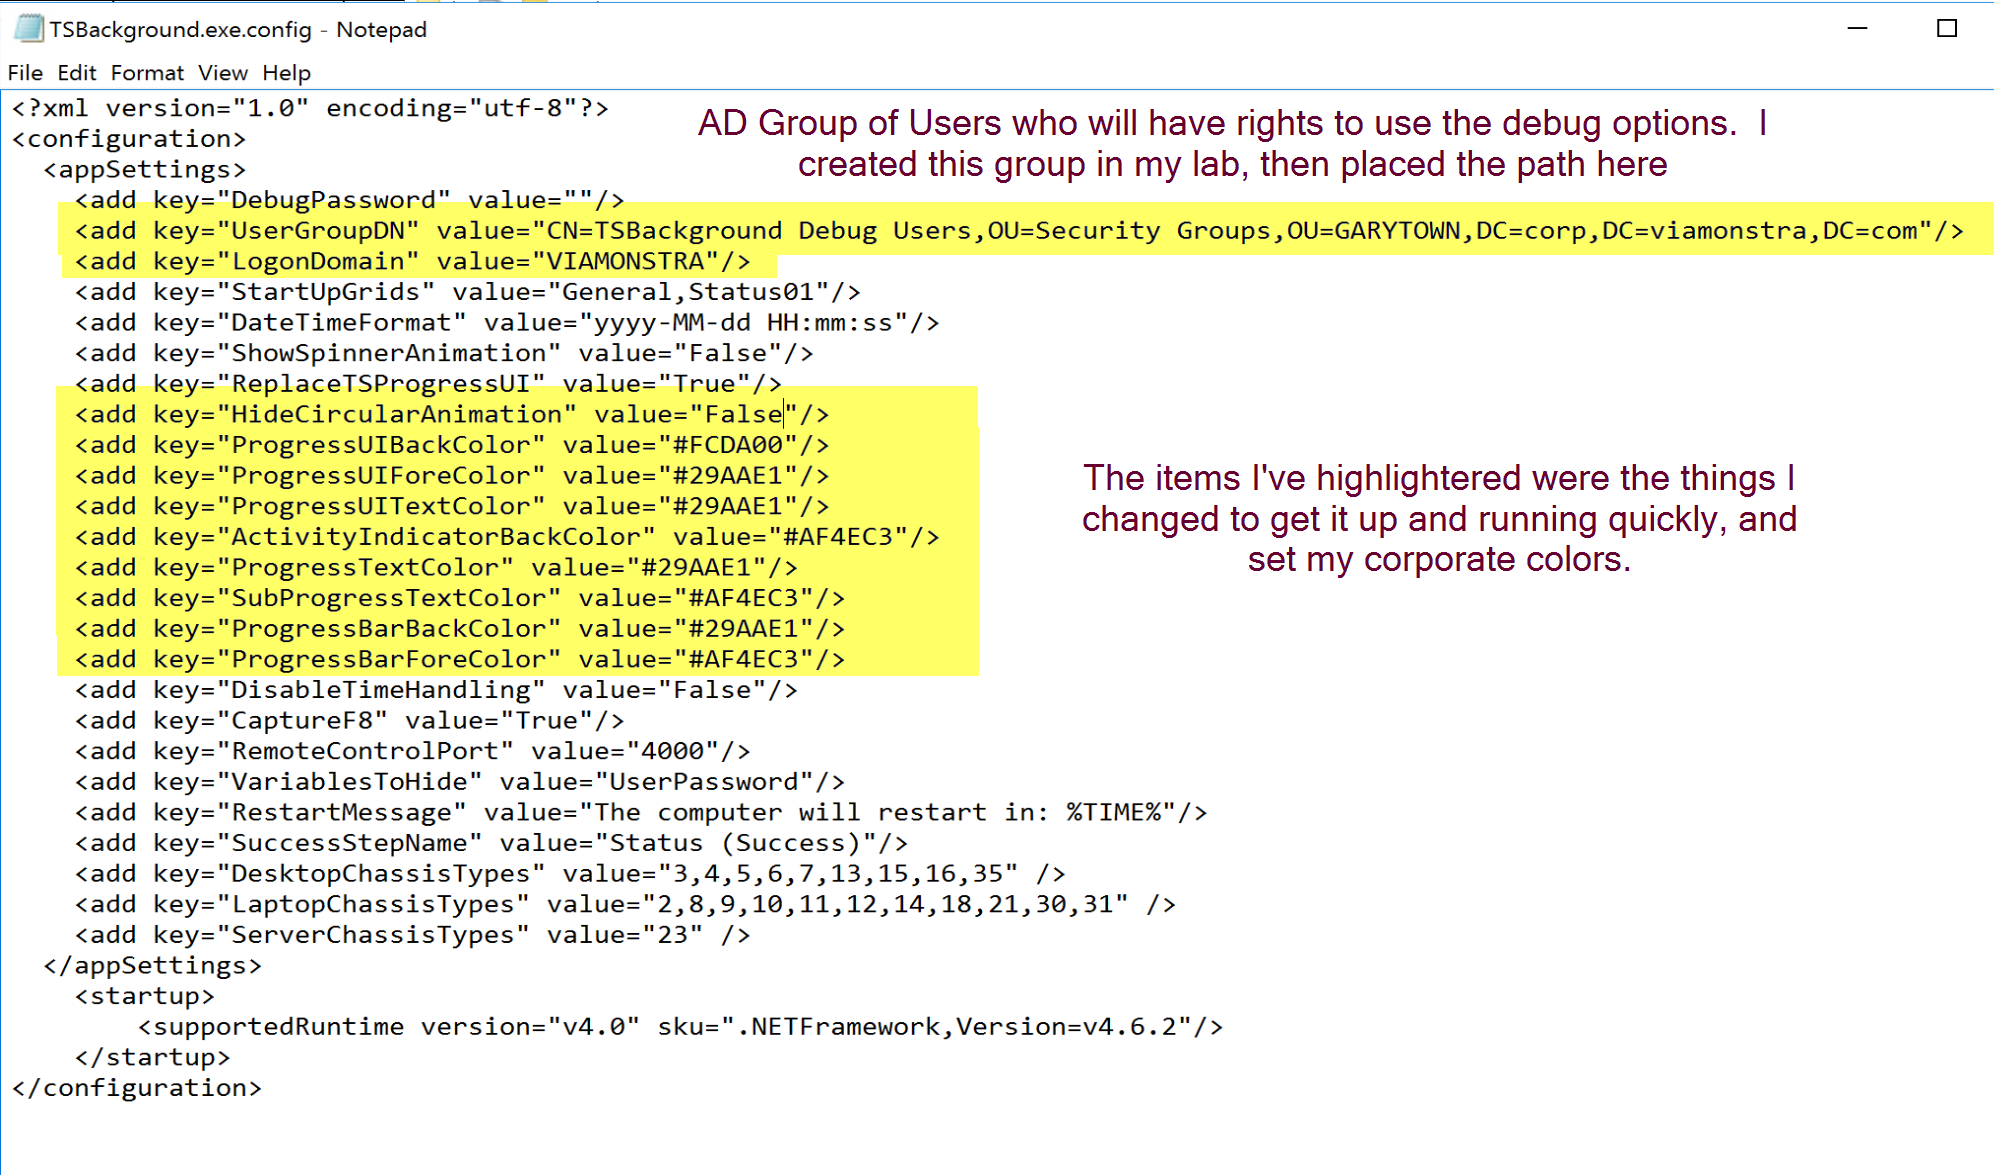 TSBackground.exe.config - Notepad
File Edit Format View Help
<?xml version="1.0" encoding="utf-8"?>
<configuration>
<appSettings>
<add key="DebugPassword" value=""/>
AD Group of Users who will have rights to use the debug options. I
created this group in my lab, then placed the path here
<add key="UserGroupDN" value="CN=TSBackground Debug Users,OU=Security Groups,OU=GARYTOWN,DC=corp,DC=viamonstra,DC=com"/>
<add key="LogonDomain" value="VIAMONSTRA"/>
<add key="StartUpGrids" value="General,Status01"/>
<add key="DateTimeFormat" value="yyyy-MM-dd HH:mm:ss"/>
<add key="ShowSpinnerAnimation" value="False"/>
<add key="ReplaceTSProgressUI" value="True"/>
<add key="HideCircularAnimation" value="False"/>
<add key="ProgressUIBackColor" value="#FCDA00"/>
<add key="ProgressUIForeColor" value="#29AAE1"/>
<add key="ProgressUITextColor" value="#29AAE1"/>
<add key="ActivityIndicatorBackColor" value="#AF4EC3"/>
<add key="ProgressTextColor" value="#29AAE1"/>
<add key="SubProgressTextColor" value="#AF4EC3"/>
<add key="ProgressBarBackColor" value="#29AAE1"/>
<add key="ProgressBarForeColor" value="#AF4EC3"/>
The items I've highlightered were the things I
changed to get it up and running quickly, and
set my corporate colors.
<add key="DisableTimeHandling" value="False"/>
<add key="CaptureF8" value="True"/>
<add key="RemoteControlPort" value="4000"/>
<add key="VariablesToHide" value="UserPassword"/>
<add key="RestartMessage" value="The computer will restart in: %TIME%"/>
<add key="SuccessStepName" value="Status (Success)"/>
<add key="DesktopChassisTypes" value="3,4,5,6,7,13,15,16,35" />
<add key="LaptopChassisTypes" value="2,8,9,10,11,12,14,18,21,30,31" />
<add key="ServerChassisTypes" value="23" />
</appSettings>
<startup>
<supportedRuntime version="v4.0" sku=".NETFramework,Version=v4.6.2"/>
</startup>
</configuration>